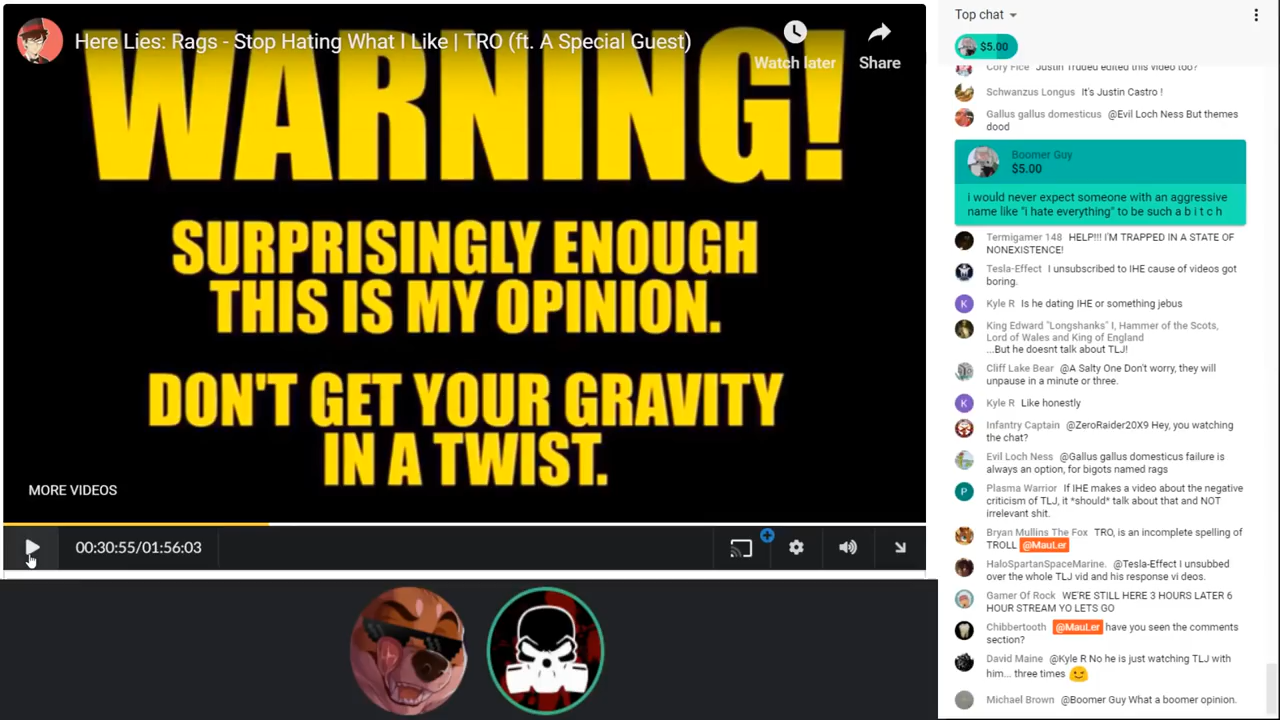 Here Lies: Rags - Stop Hating What I Like | TRO (ft. A Special Guest)
Watch later
Share
WARNING!
SURPRISINGLY ENOUGH
THIS IS MY OPINION.
DON'T GET YOUR GRAVITY
IN A TWIST.
MORE VIDEOS
00:30:55/01:56:03
Top chat
$5.00
Cory Fice Justin Trudeu edited this video too?
Schwanzus Longus It's Justin Castro !
Gallus gallus domesticus @Evil Loch Ness But themes
dood
Boomer Guy
$5.00
i would never expect someone with an aggressive
name like "i hate everything" to be such a b i t c h
Termigamer 148 HELP!!! I'M TRAPPED IN A STATE OF
NONEXISTENCE!
Tesla-Effect I unsubscribed to IHE cause of videos got
boring.
K
Kyle R Is he dating IHE or something jebus
King Edward "Longshanks" I, Hammer of the Scots,
Lord of Wales and King of England
...But he doesnt talk about TLJ!
Cliff Lake Bear @A Salty One Don't worry, they will
unpause in a minute or three.
K
Kyle R Like honestly
Infantry Captain @ZeroRaider20X9 Hey, you watching
the chat?
Evil Loch Ness @Gallus gallus domesticus failure is
always an option, for bigots named rags
P
Plasma Warrior If IHE makes a video about the negative
criticism of TLJ, it *should* talk about that and NOT
irrelevant shit.
Bryan Mullins The Fox TRO, is an incomplete spelling of
TROLL @MauLer
HaloSpartanSpaceMarine. @Tesla-Effect I unsubbed
over the whole TLJ vid and his response vi deos.
Gamer Of Rock WE'RE STILL HERE 3 HOURS LATER 6
HOUR STREAM YO LETS GO
Chibbertooth @MauLer have you seen the comments
section?
David Maine @Kyle R No he is just watching TLJ with
him... three times
Michael Brown @Boomer Guy What a boomer opinion.